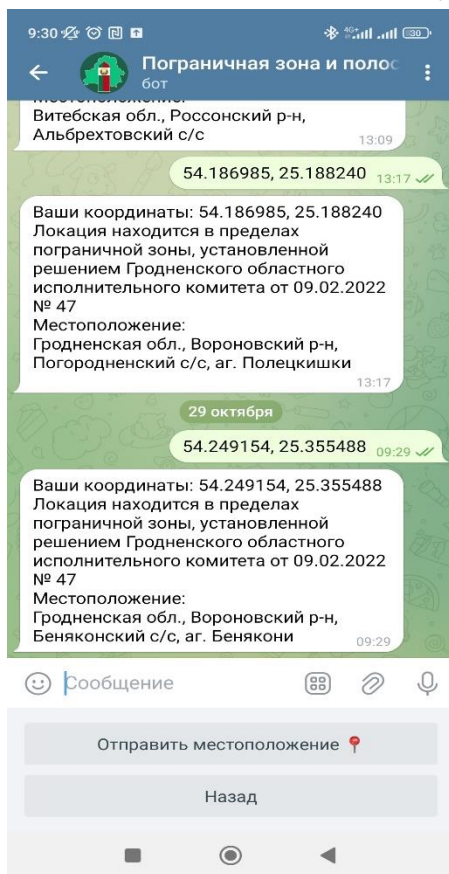 9:30 4G 30
Пограничная зона и полос
бот
Местоположение:
Витебская обл., Россонский р-н,
Альбрехтовский с/с
13:09
54.186985, 25.188240 13:17
Ваши координаты: 54.186985, 25.188240
Локация находится в пределах
пограничной зоны, установленной
решением Гродненского областного
исполнительного комитета от 09.02.2022
№ 47
Местоположение:
Гродненская обл., Вороновский р-н,
Погородненский с/с, аг. Полецкишки
13:17
29 октября
54.249154, 25.355488 09:29
Ваши координаты: 54.249154, 25.355488
Локация находится в пределах
пограничной зоны, установленной
решением Гродненского областного
исполнительного комитета от 09.02.2022
№ 47
Местоположение:
Гродненская обл., Вороновский р-н,
Беняконский с/с, аг. Бенякони
09:29
Сообщение
Отправить местоположение 📍
Назад